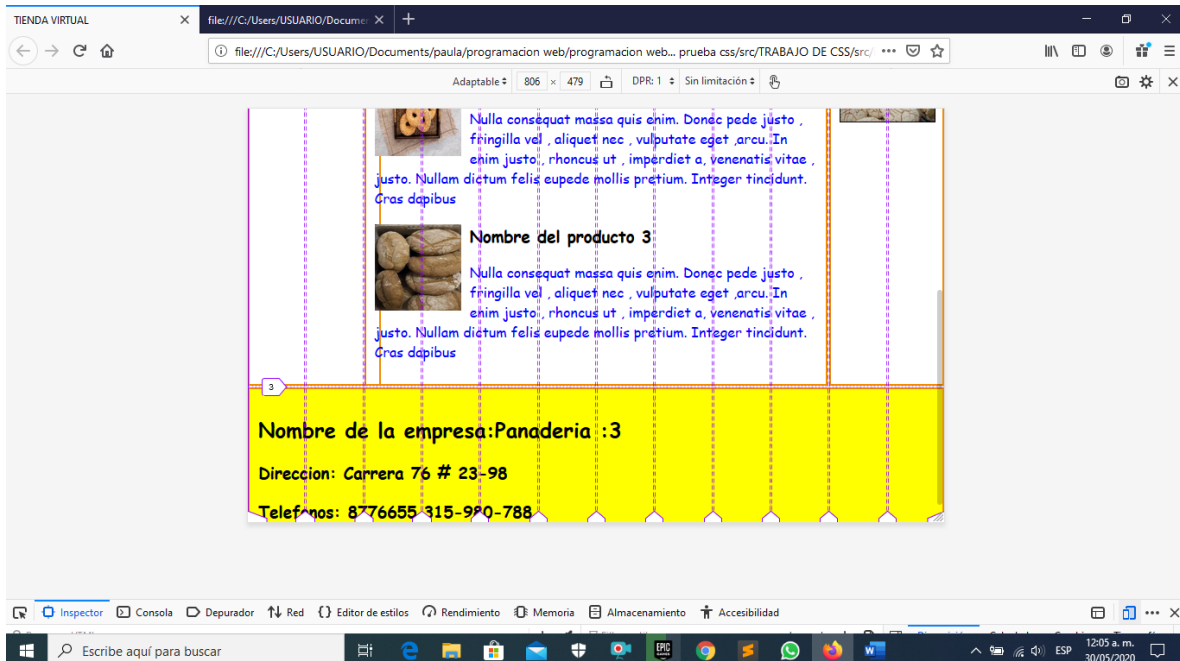 TIENDA VIRTUAL
file:///C:/Users/USUARIO/Documen
file:///C:/Users/USUARIO/Documents/paula/programacion web/programacion web... prueba css/src/TRABAJO DE CSS/src/
Adaptable 806 × 479 DPR: 1 Sin limitación
Nulla consequat massa quis enim. Donec pede justo ,
fringilla vel , aliquet nec , vulputate eget ,arcu. In
enim justo , rhoncus ut , imperdiet a, venenatis vitae ,
justo. Nullam dictum felis eupede mollis pretium. Integer tincidunt.
Cras dapibus
Nombre del producto 3
Nulla consequat massa quis enim. Donec pede justo ,
fringilla vel , aliquet nec , vulputate eget ,arcu. In
enim justo , rhoncus ut , imperdiet a, venenatis vitae ,
justo. Nullam dictum felis eupede mollis pretium. Integer tincidunt.
Cras dapibus
3
Nombre de la empresa:Panaderia :3
Direccion: Carrera 76 # 23-98
Telefonos: 8776655 315-980-788
Inspector Consola Depurador Red Editor de estilos Rendimiento Memoria Almacenamiento Accesibilidad
Escribe aquí para buscar
EPIC
ESP
12:05 a. m.
30/05/2020